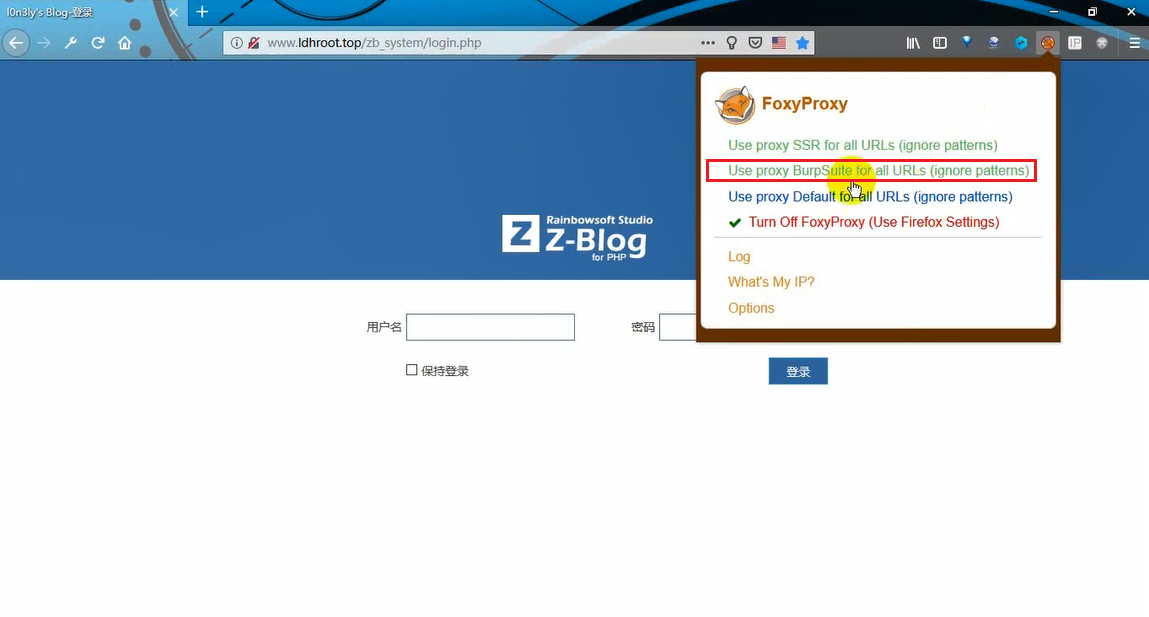 l0n3ly's Blog-登录
www.ldhroot.top/zb_system/login.php
IP
FoxyProxy
Use proxy SSR for all URLs (ignore patterns)
Use proxy BurpSuite for all URLs (ignore patterns)
Use proxy Default for all URLs (ignore patterns)
Turn Off FoxyProxy (Use Firefox Settings)
Log
What's My IP?
Options
Z
Rainbowsoft Studio
Z-Blog
for PHP
用户名
密码
保持登录
登录